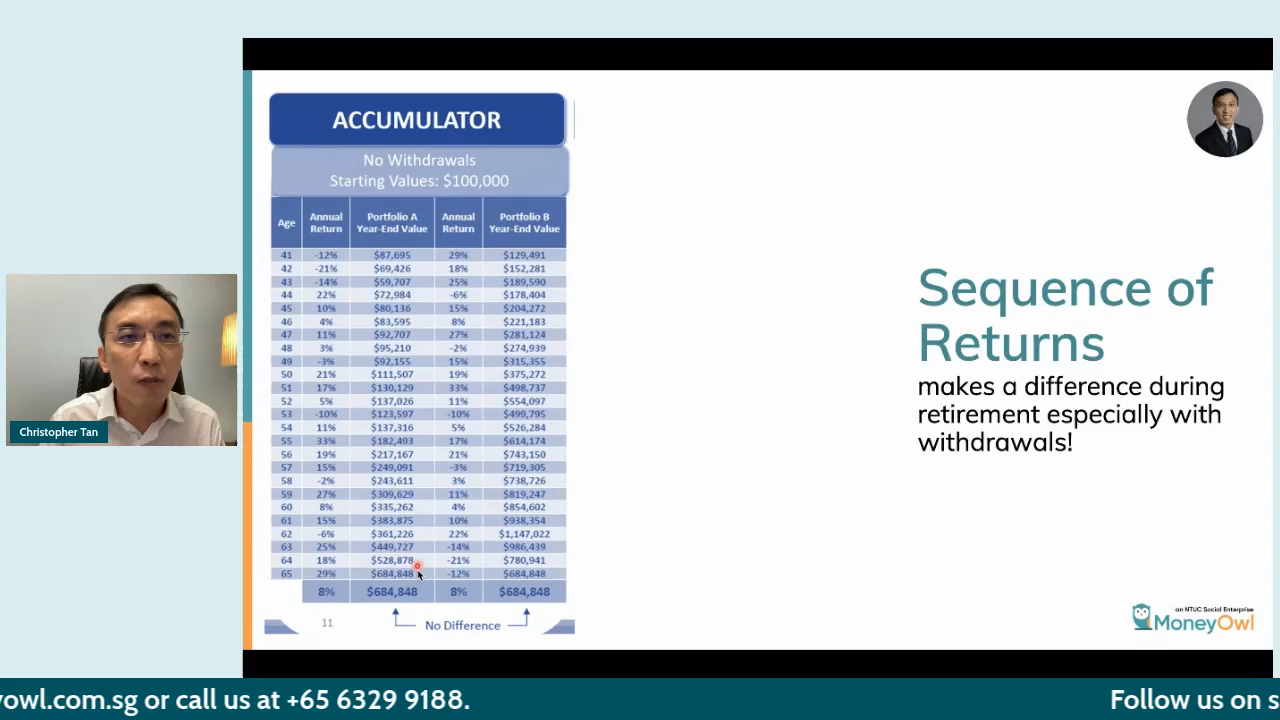 ACCUMULATOR
No Withdrawals
Starting Values: $100,000
Age Annual Return Portfolio A Year-End Value Annual Return Portfolio B Year-End Value
41 -12% $87,695 29% $129,491
42 -21% $69,426 18% $152,281
43 -14% $59,707 25% $189,590
44 22% $72,984 -6% $178,404
45 10% $80,136 15% $204,272
46 4% $83,595 8% $221,183
47 11% $92,707 27% $281,124
48 3% $95,210 -2% $274,939
49 -3% $92,155 15% $315,355
50 21% $111,507 19% $375,272
51 17% $130,129 33% $498,737
52 5% $137,026 11% $554,097
53 -10% $123,597 -10% $499,795
54 11% $137,316 5% $526,284
55 33% $182,493 17% $614,174
56 19% $217,167 21% $743,150
57 15% $249,091 -3% $719,305
58 -2% $243,611 3% $738,726
59 27% $309,629 11% $819,247
60 8% $335,262 4% $854,602
61 15% $383,875 10% $938,354
62 -6% $361,226 22% $1,147,022
63 25% $449,727 -14% $986,439
64 18% $528,878 -21% $780,941
65 29% $684,848 -12% $684,848
8% $684,848 8% $684,848
No Difference
11
Sequence of
Returns
makes a difference during
retirement especially with
withdrawals!
Christopher Tan
an NTUC Social Enterprise
MoneyOwl
owl.com.sg or call us at +65 6329 9188.
Follow us on s